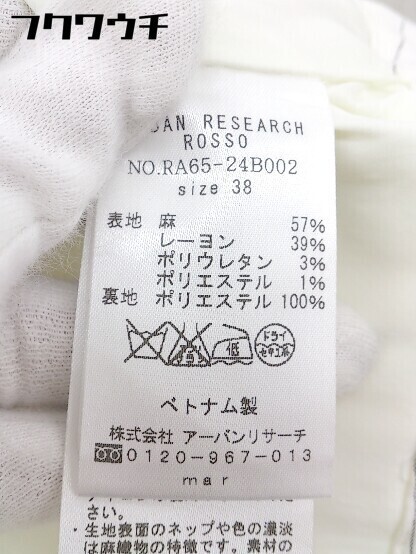 フクワウチ
BAN RESEARCH
ROSSO
NO.RA65-24B002
size 38
表地 麻 57%
レーヨン 39%
ポリウレタン 3%
ポリエステル 1%
裏地 ポリエステル 100%
低
ドライ
セキユ系
ベトナム製
株式会社 アーバンリサーチ
0120-967-013
mar
・生地表面のネップや色の濃淡
は麻織物の特徴です。素材の